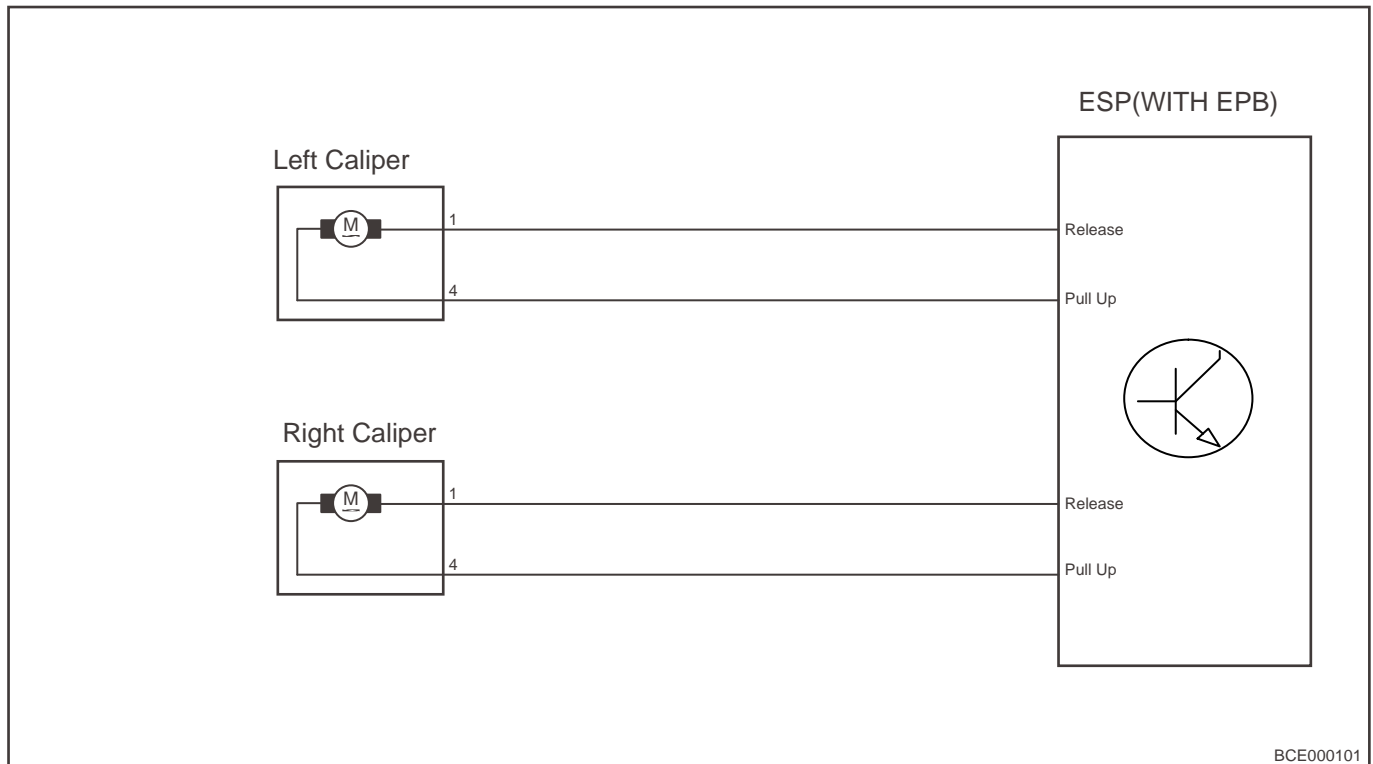 ESP(WITH EPB)
Left Caliper
M
1
Release
4
Pull Up
Right Caliper
M
1
Release
4
Pull Up
BCE000101